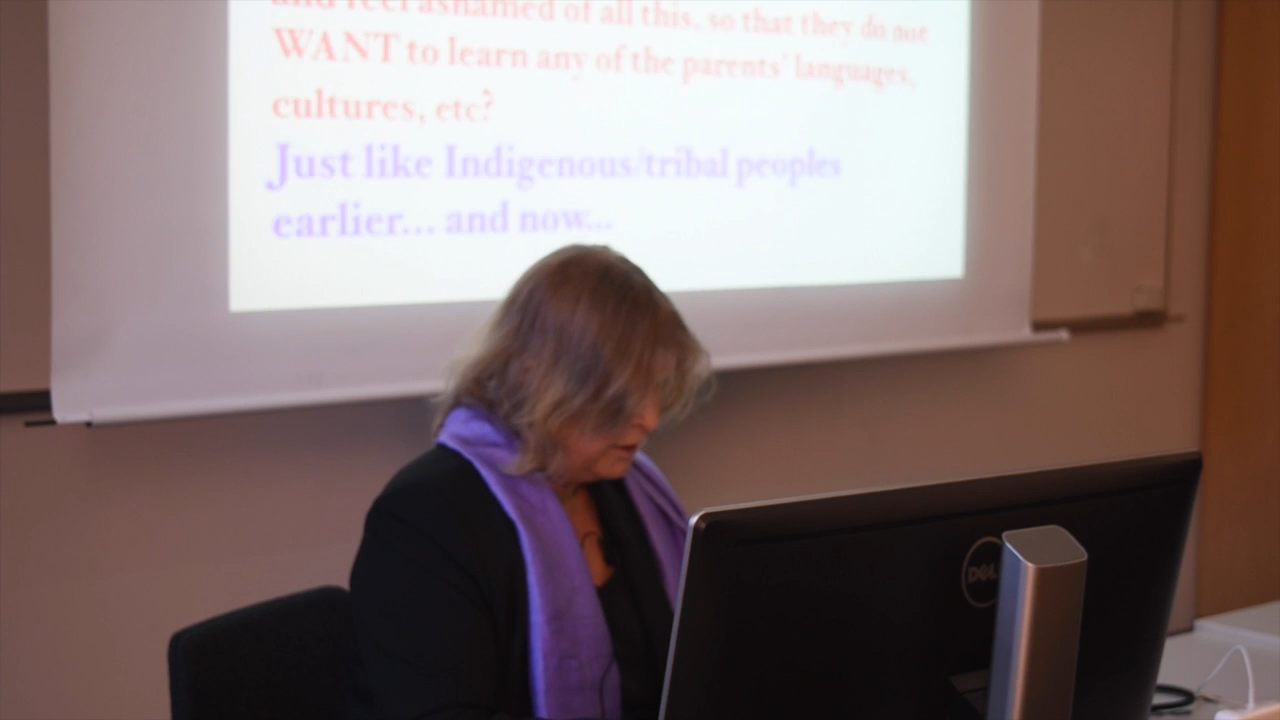 and feel ashamed of all this, so that they do not
WANT to learn any of the parents' languages,
cultures, etc?
Just like Indigenous/tribal peoples
earlier... and now...
DELL